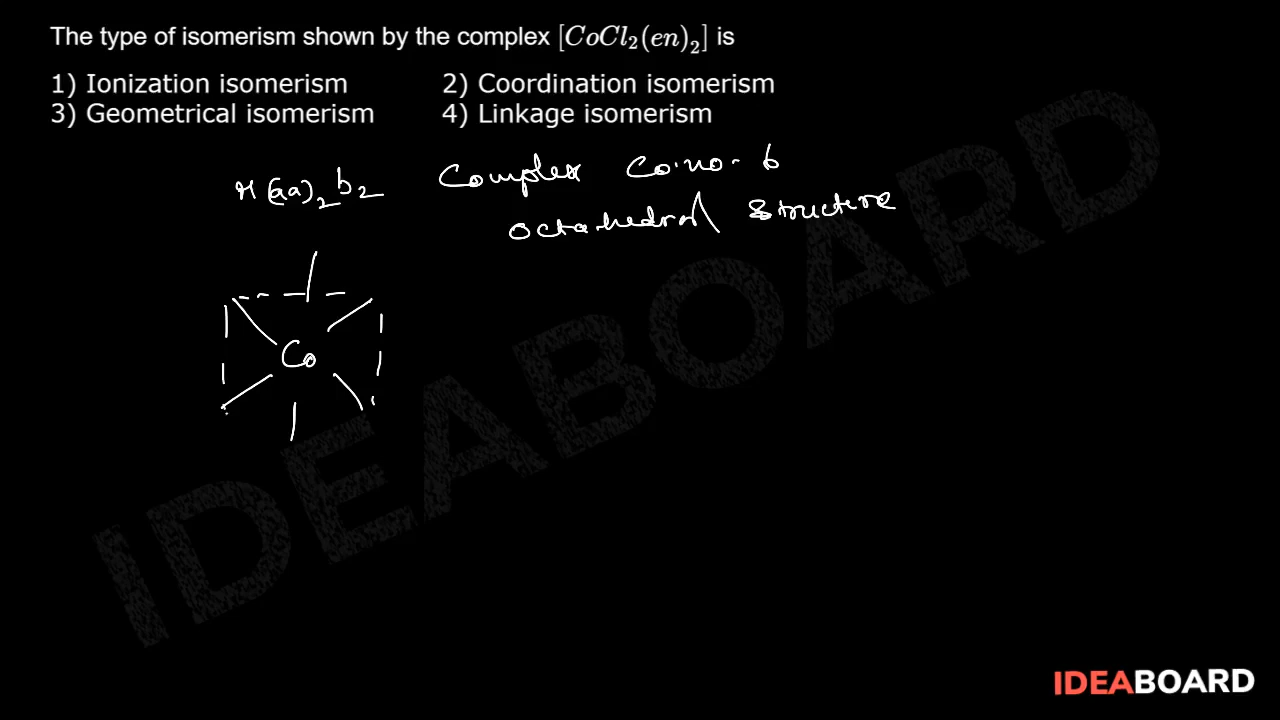 The type of isomerism shown by the complex [CoCl₂(en)₂] is
1) Ionization isomerism 2) Coordination isomerism
3) Geometrical isomerism 4) Linkage isomerism
M(aa)₂b₂ Complex Co.no. 6
octahedral structure
Co
IDEABOARD
IDEABOARD